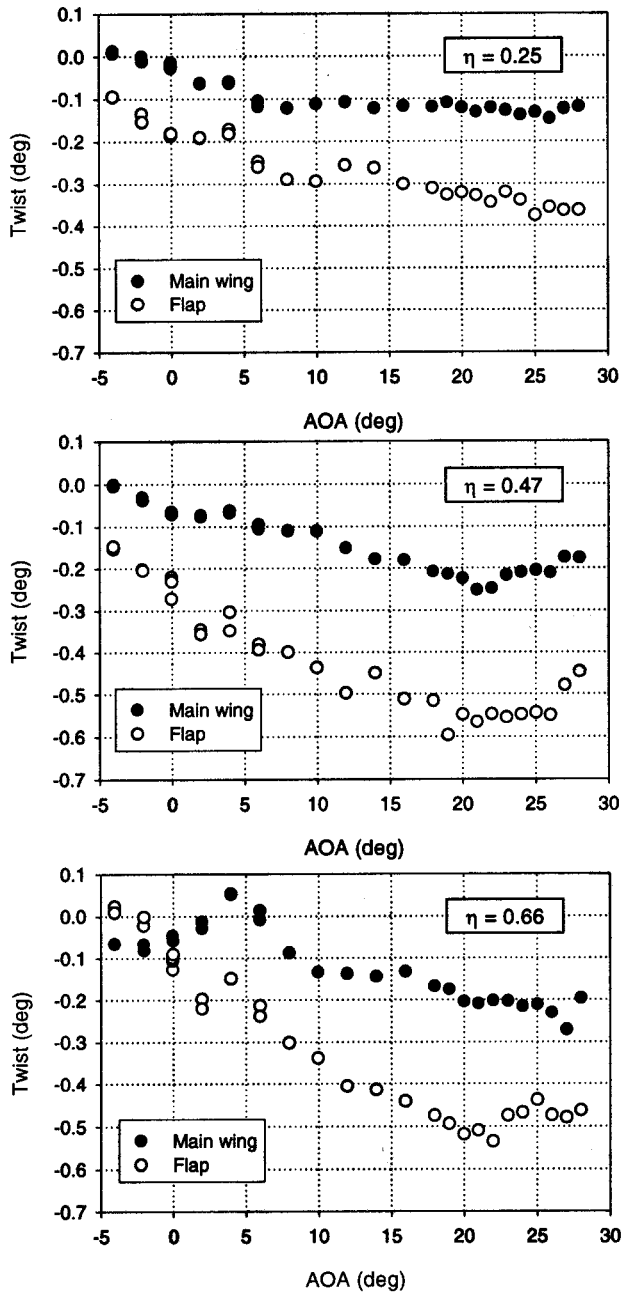 0.1
0.0
-0.1
-0.2
-0.3
-0.4
-0.5
-0.6
-0.7
Twist (deg)
η = 0.25
Main wing
Flap
-5 0 5 10 15 20 25 30
AOA (deg)
0.1
0.0
-0.1
-0.2
-0.3
-0.4
-0.5
-0.6
-0.7
Twist (deg)
η = 0.47
Main wing
Flap
-5 0 5 10 15 20 25 30
AOA (deg)
0.1
0.0
-0.1
-0.2
-0.3
-0.4
-0.5
-0.6
-0.7
Twist (deg)
η = 0.66
Main wing
Flap
-5 0 5 10 15 20 25 30
AOA (deg)